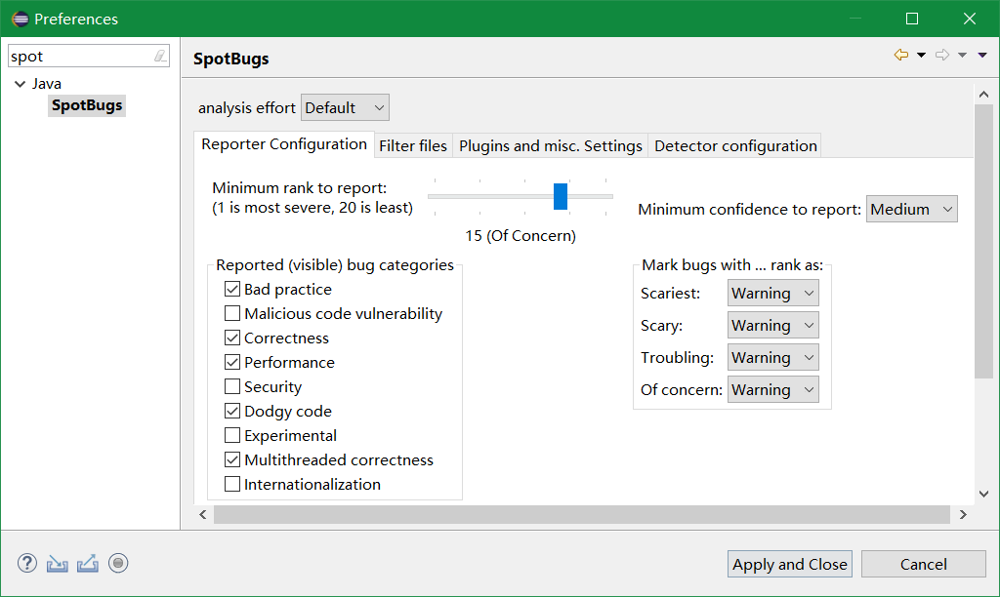 Preferences
spot
Java
SpotBugs
SpotBugs
analysis effort Default
Reporter Configuration Filter files Plugins and misc. Settings Detector configuration
Minimum rank to report:
(1 is most severe, 20 is least)
15 (Of Concern)
Minimum confidence to report: Medium
Reported (visible) bug categories
Bad practice
Malicious code vulnerability
Correctness
Performance
Security
Dodgy code
Experimental
Multithreaded correctness
Internationalization
Mark bugs with ... rank as:
Scariest: Warning
Scary: Warning
Troubling: Warning
Of concern: Warning
Apply and Close Cancel